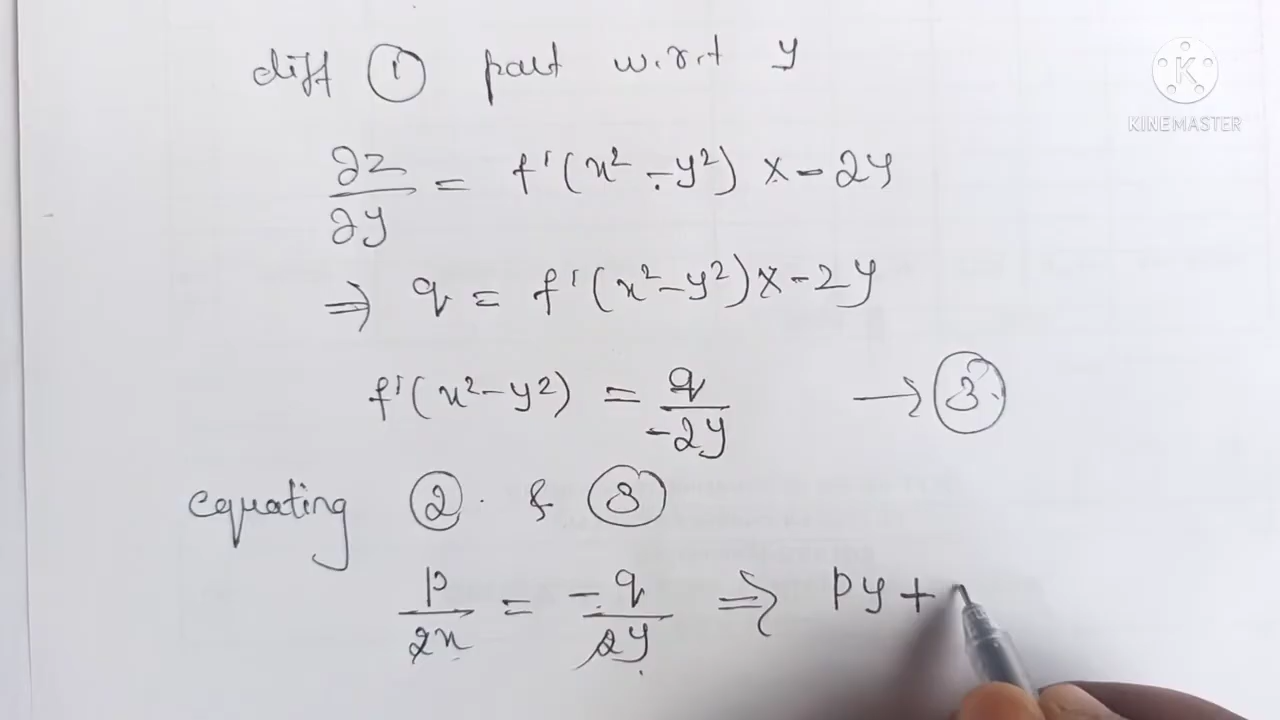 diff ① part w.r.t y
K
KINEMASTER
∂z/∂y = f'(x² - y²) x - 2y
⇒ q = f'(x² - y²) x - 2y
f'(x² - y²) = q/-2y → ③
equating ② & ③
p/2x = -q/2y ⇒ py +